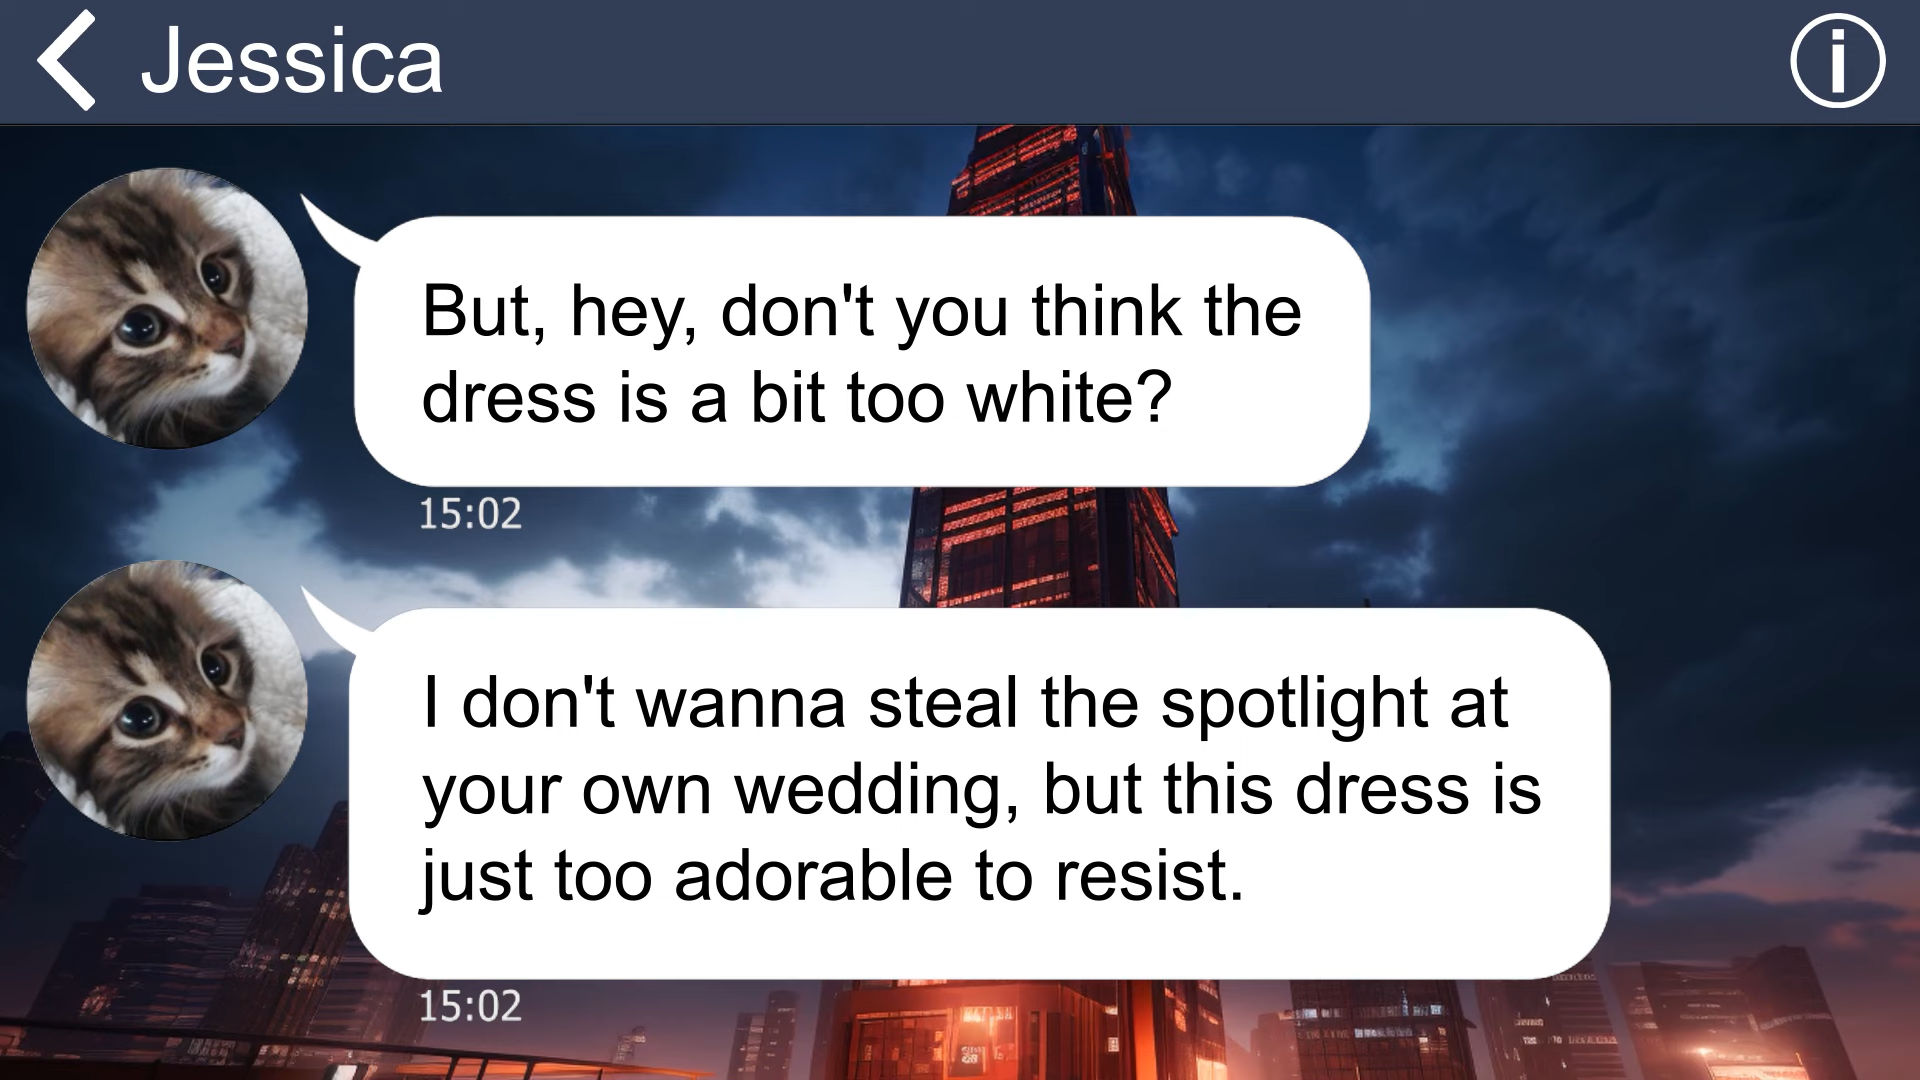 Jessica
But, hey, don't you think the
dress is a bit too white?
15:02
I don't wanna steal the spotlight at
your own wedding, but this dress is
just too adorable to resist.
15:02